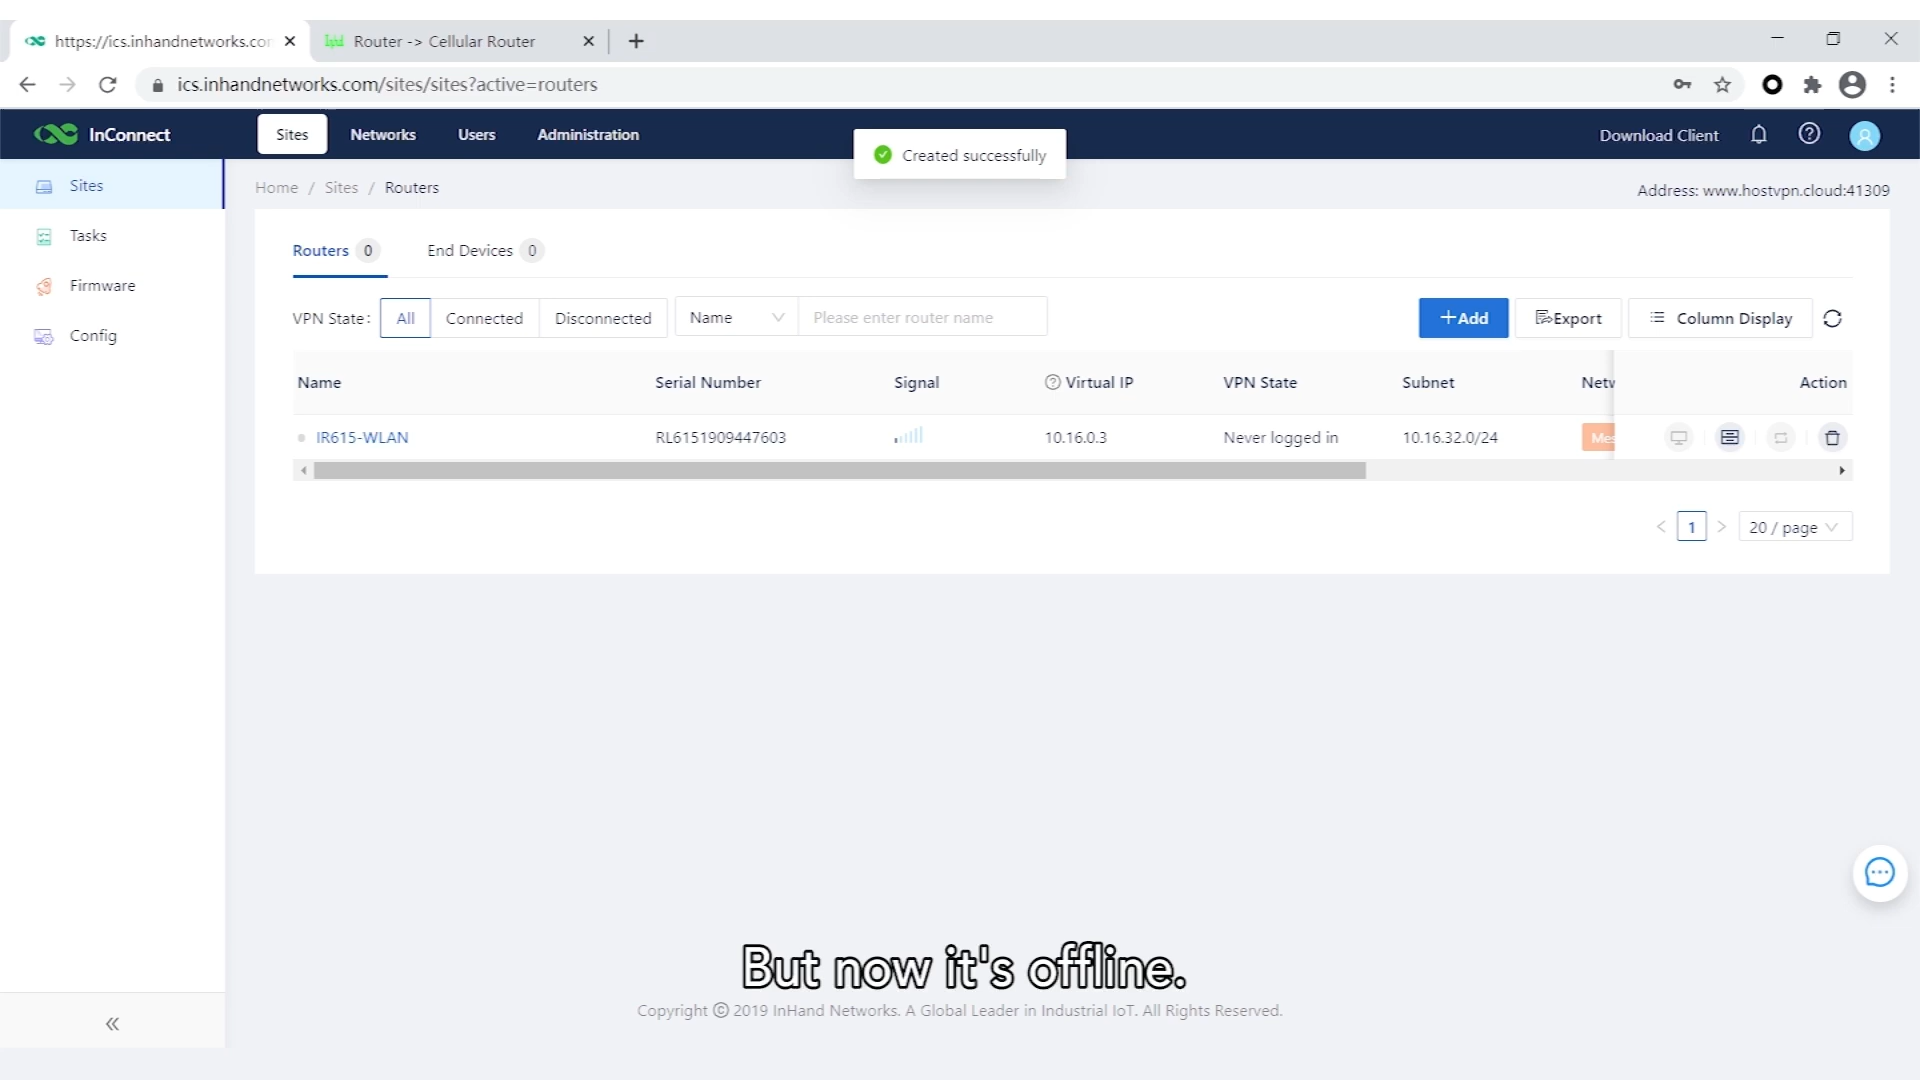 https://ics.inhandnetworks.con
Router -> Cellular Router
ics.inhandnetworks.com/sites/sites?active=routers
InConnect
Sites
Networks
Users
Administration
Created successfully
Download Client
Sites
Tasks
Firmware
Config
Home / Sites / Routers
Address: www.hostvpn.cloud:41309
Routers 0
End Devices 0
VPN State:
All
Connected
Disconnected
Name
Please enter router name
+Add
Export
Column Display
Name
Serial Number
Signal
Virtual IP
VPN State
Subnet
Netw
Action
IR615-WLAN
RL6151909447603
10.16.0.3
Never logged in
10.16.32.0/24
Mes
< 1 >
20 / page
But now it's offline.
Copyright © 2019 InHand Networks. A Global Leader in Industrial IoT. All Rights Reserved.